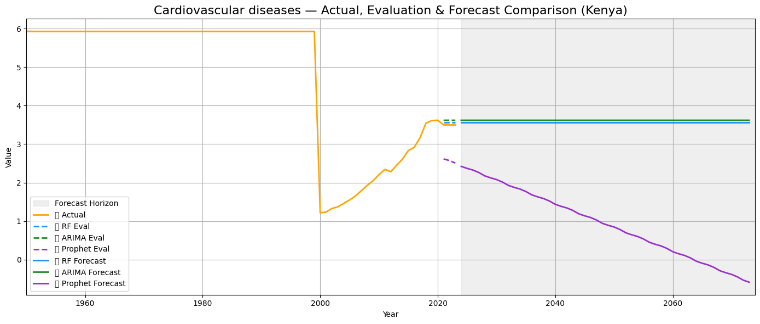 Cardiovascular diseases — Actual, Evaluation & Forecast Comparison (Kenya)
6
5
4
3
2
1
0
Value
Forecast Horizon
▯ Actual
▯ RF Eval
▯ ARIMA Eval
▯ Prophet Eval
▯ RF Forecast
▯ ARIMA Forecast
▯ Prophet Forecast
1960 1980 2000 2020 2040 2060
Year